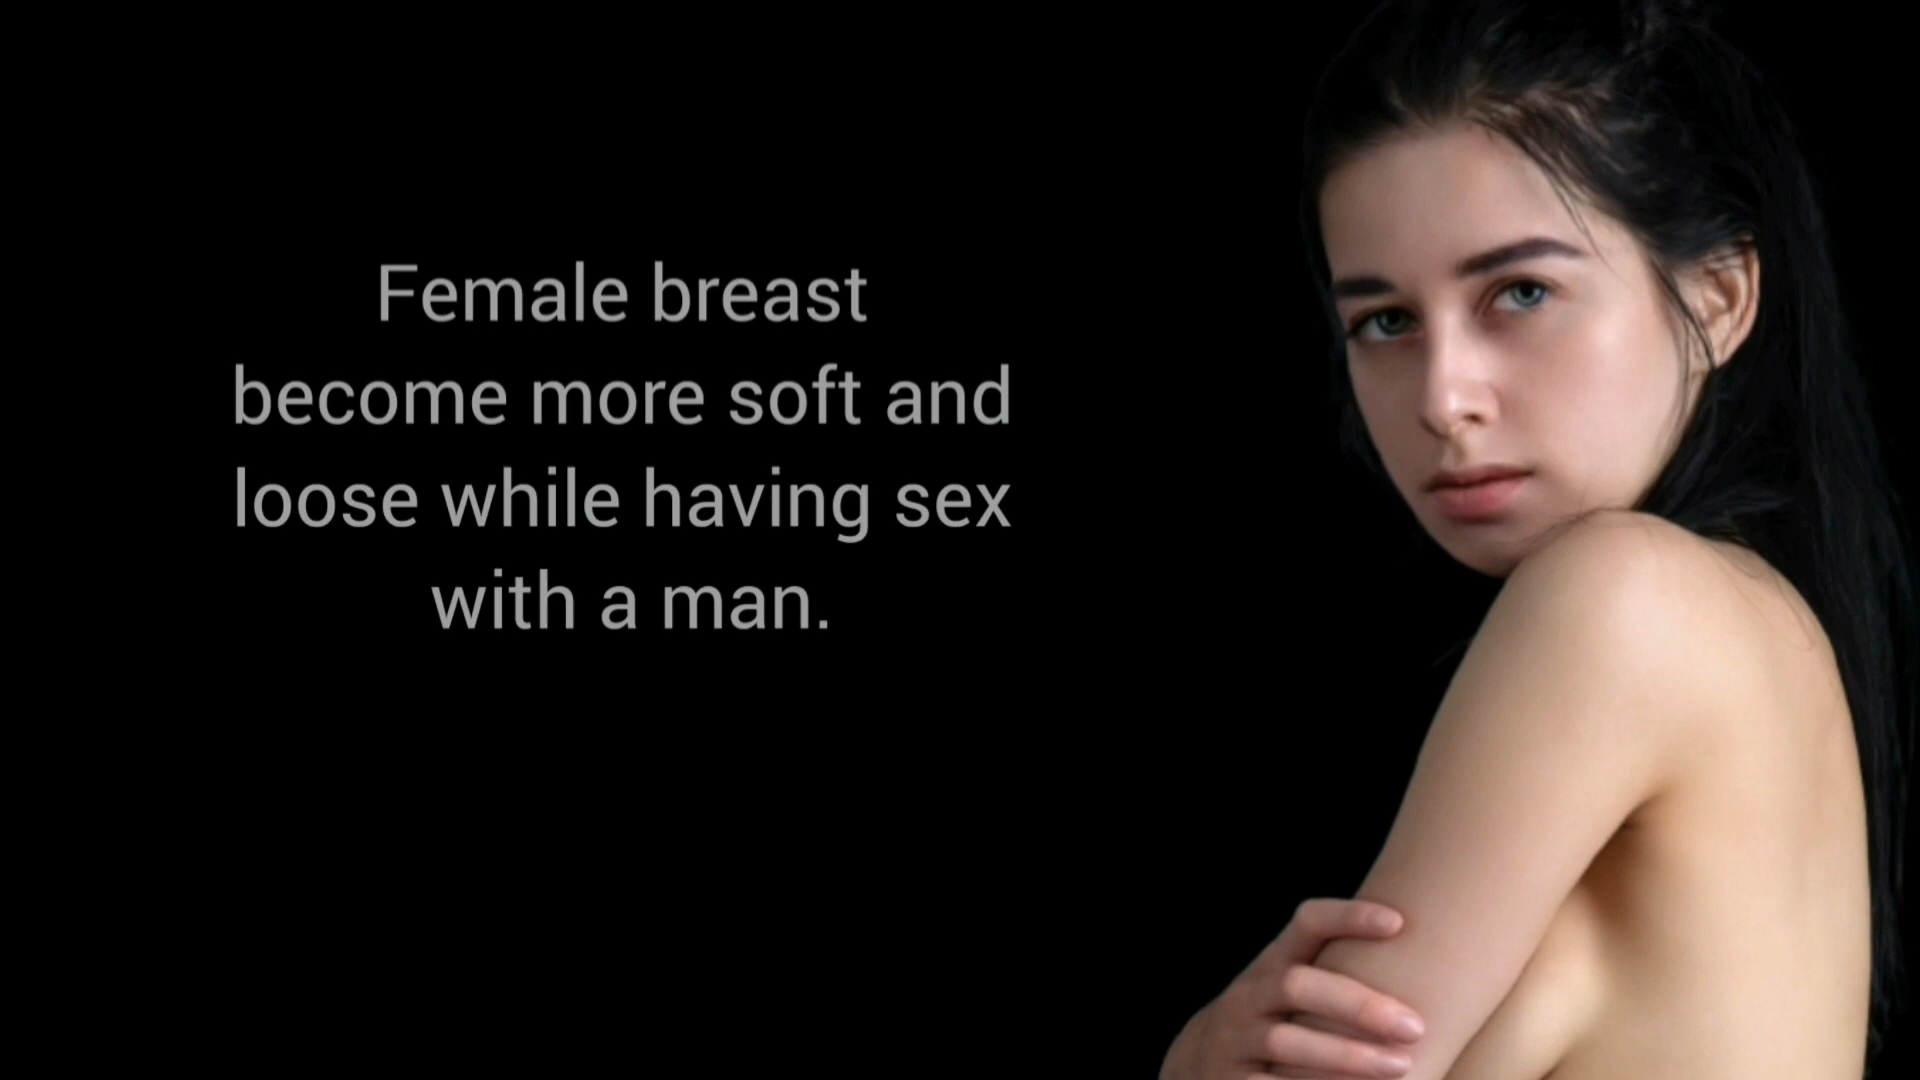 Female breast
become more soft and
loose while having sex
with a man.